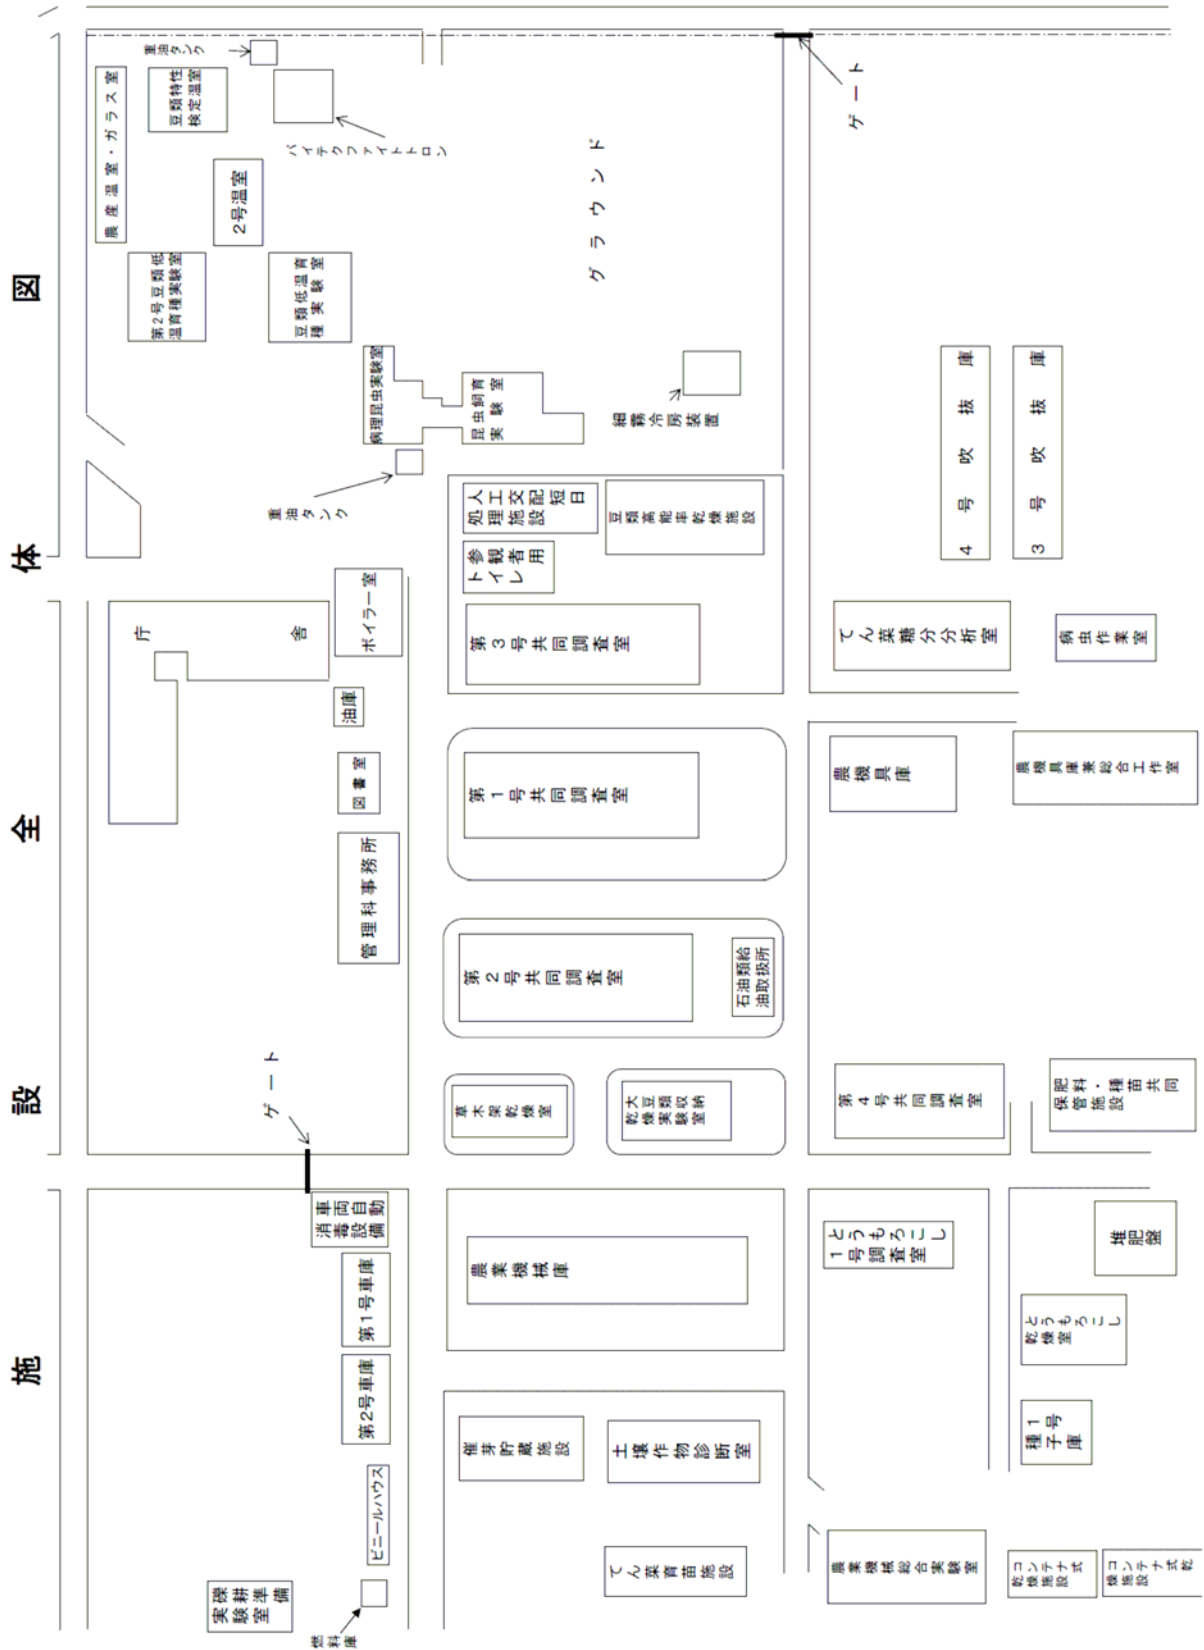 施設全体図
重油タンク
農産温室・ガラス室
豆類特性
検定温室
バイテクファイトトロン
2号温室
第2号豆類低
温育種実験室
豆類低温育
種実験室
グラウンド
ゲート
病理昆虫実験室
昆虫飼育
実験室
細霧冷房装置
重油タンク
人工交配短日
処理施設
豆類高能率乾燥施設
参観者用
トイレ
4号吹抜庫
3号吹抜庫
庁舎
ボイラー室
油庫
図書室
管理科事務所
第3号共同調査室
第1号共同調査室
第2号共同調査室
石油類給
油取扱所
てん菜糖分分析室
病虫作業室
農機具庫
農機具庫兼総合工作室
ゲート
草木架乾燥室
大豆類収納
乾燥実験室
第4号共同調査室
肥料・種苗共同
保管施設
車両自動
消毒設備
第1号車庫
第2号車庫
農業機械庫
とうもろこし
1号調査室
堆肥盤
とうもろこし
乾燥室
1号
種子庫
催芽貯蔵施設
土壌作物診断室
ビニールハウス
礫耕準備
実験室
燃料庫
てん菜育苗施設
農業機械総合実験室
コンテナ式
乾燥施設
コンテナ式乾
燥施設